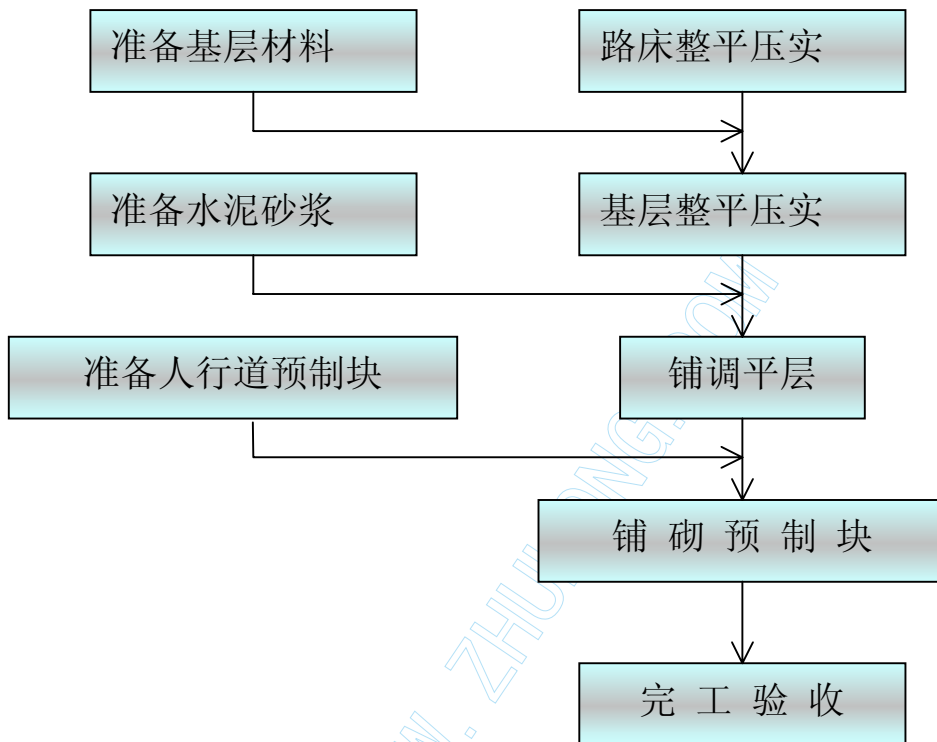 准备基层材料
路床整平压实
准备水泥砂浆
基层整平压实
准备人行道预制块
铺调平层
铺 砌 预 制 块
完 工 验 收